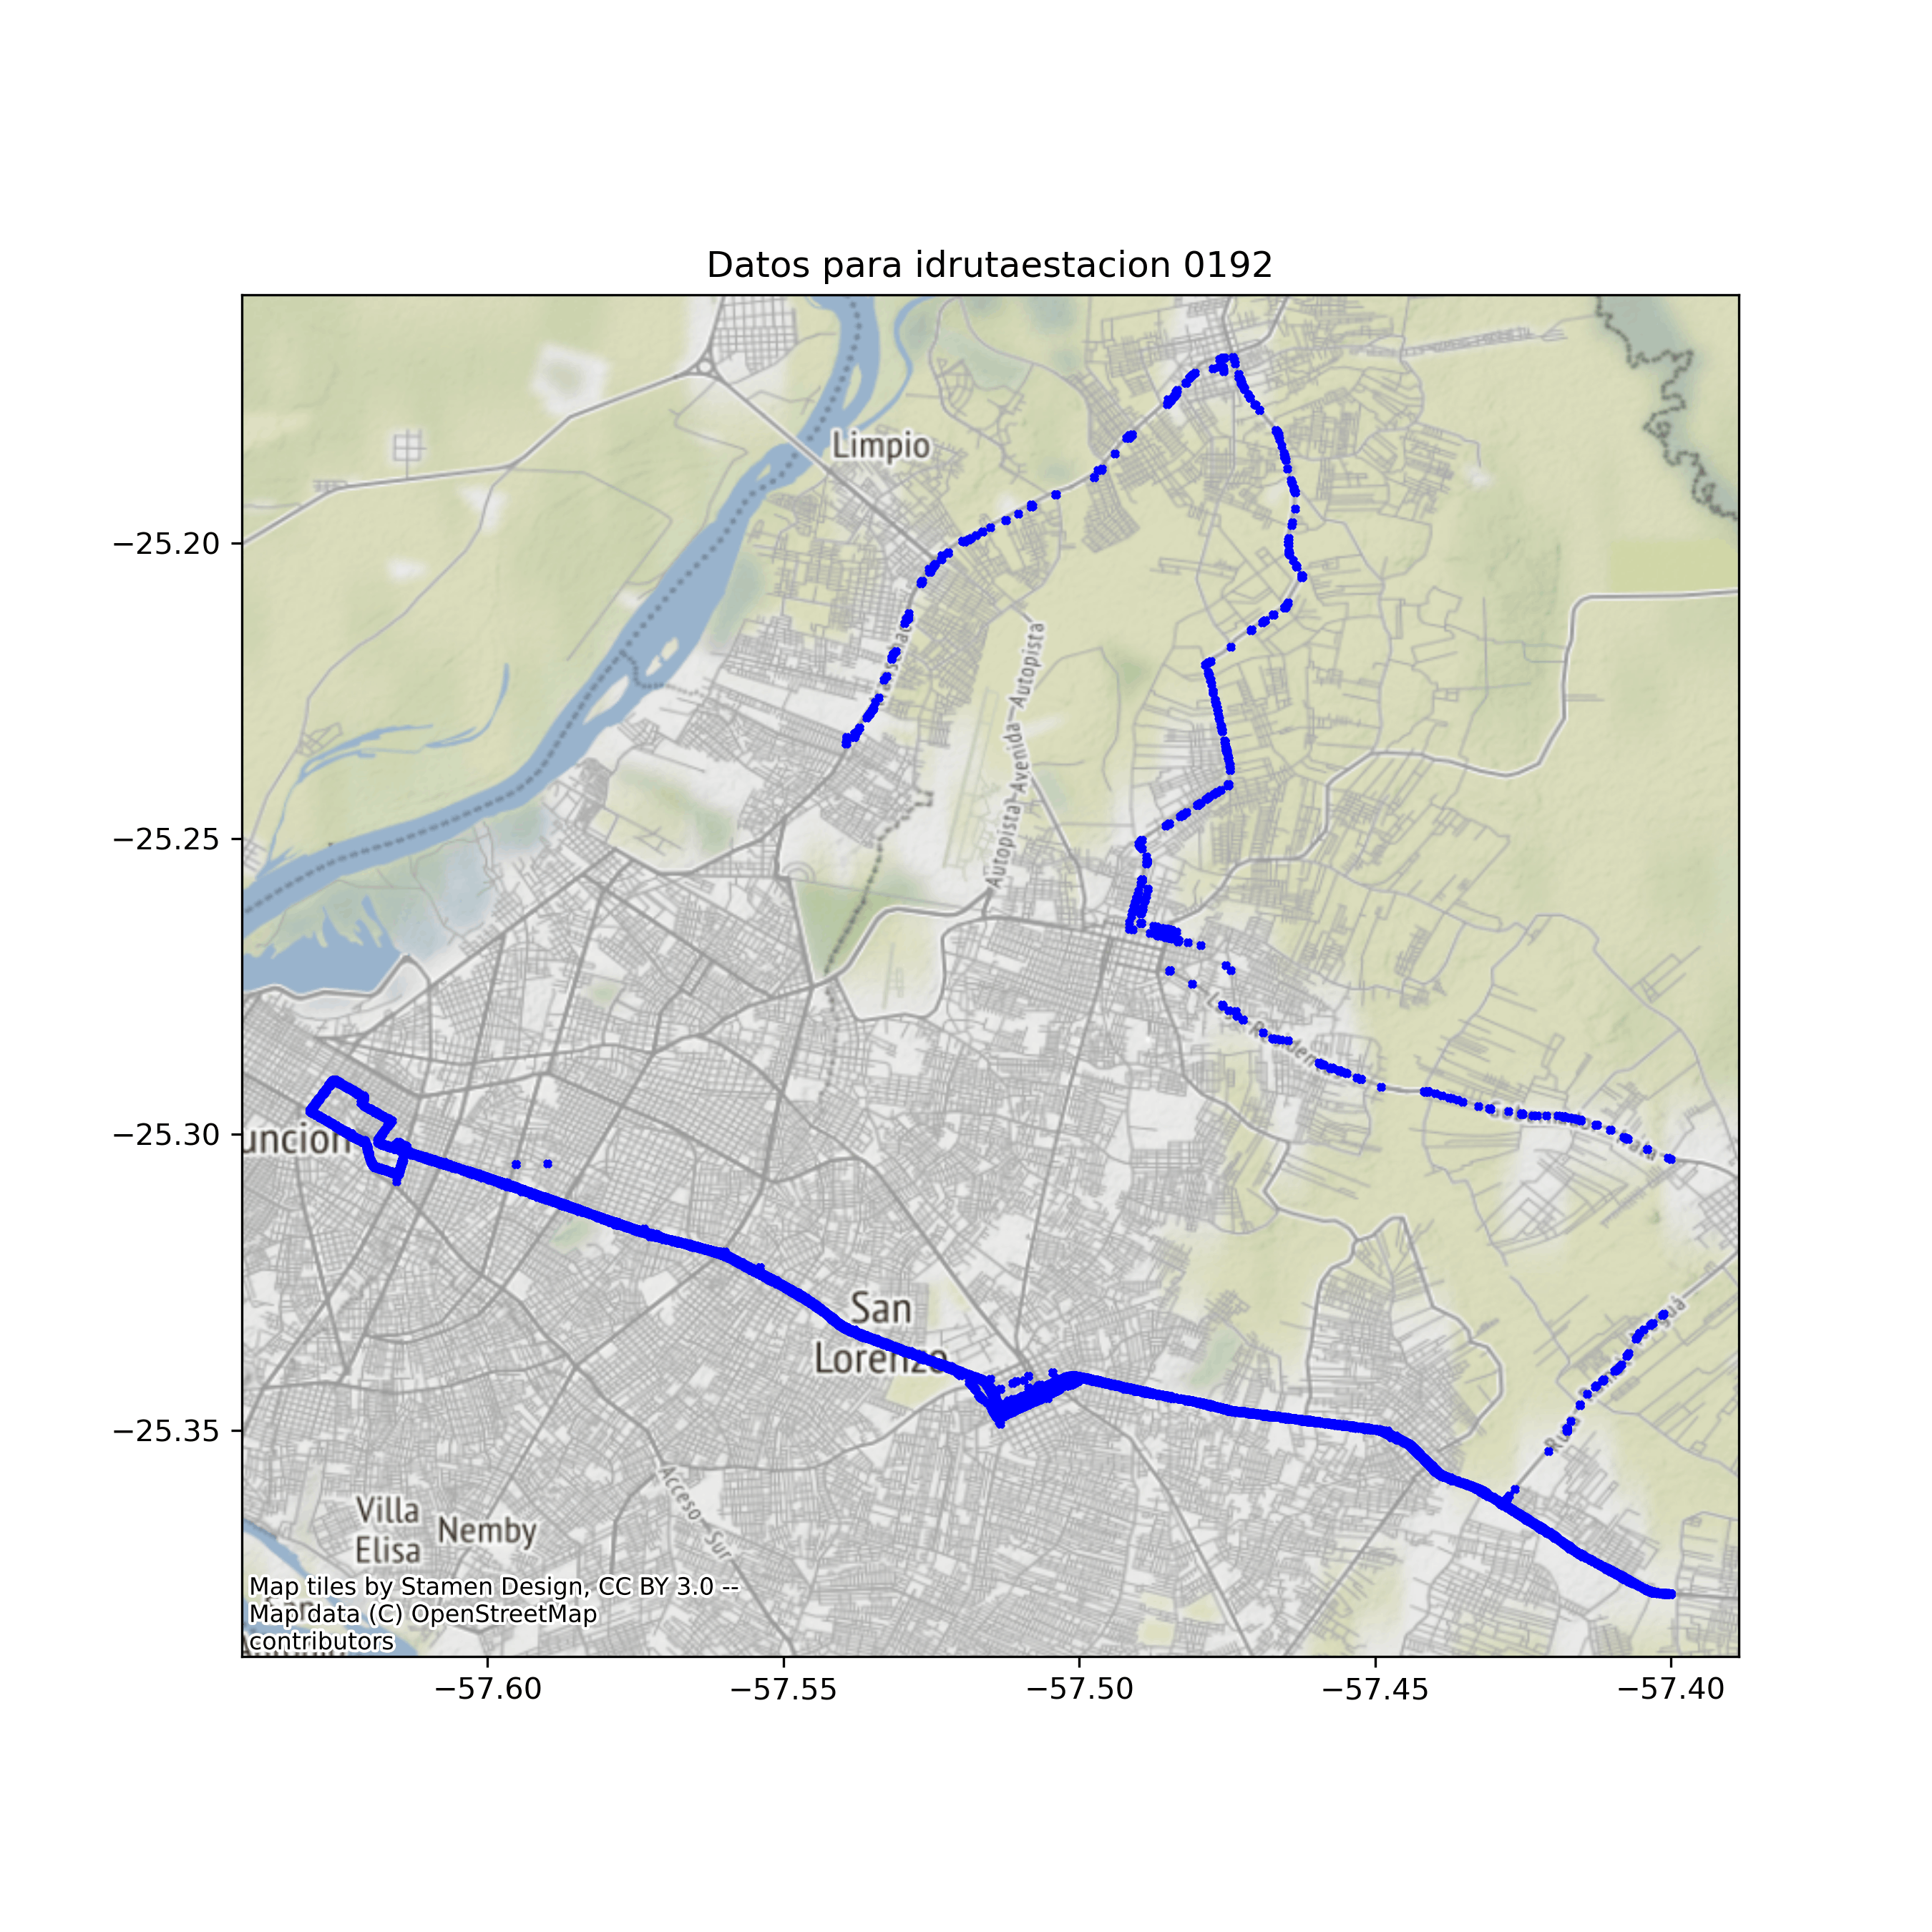 Datos para idrutaestacion 0192
Limpio
Autopista-Avenida-Autopista
−25.20
−25.25
−25.30
−25.35
uncion
San
Lorenzo
Acceso-Sur
Villa
Elisa
Nemby
Map tiles by Stamen Design, CC BY 3.0 --
Map data (C) OpenStreetMap
contributors
−57.60
−57.55
−57.50
−57.45
−57.40